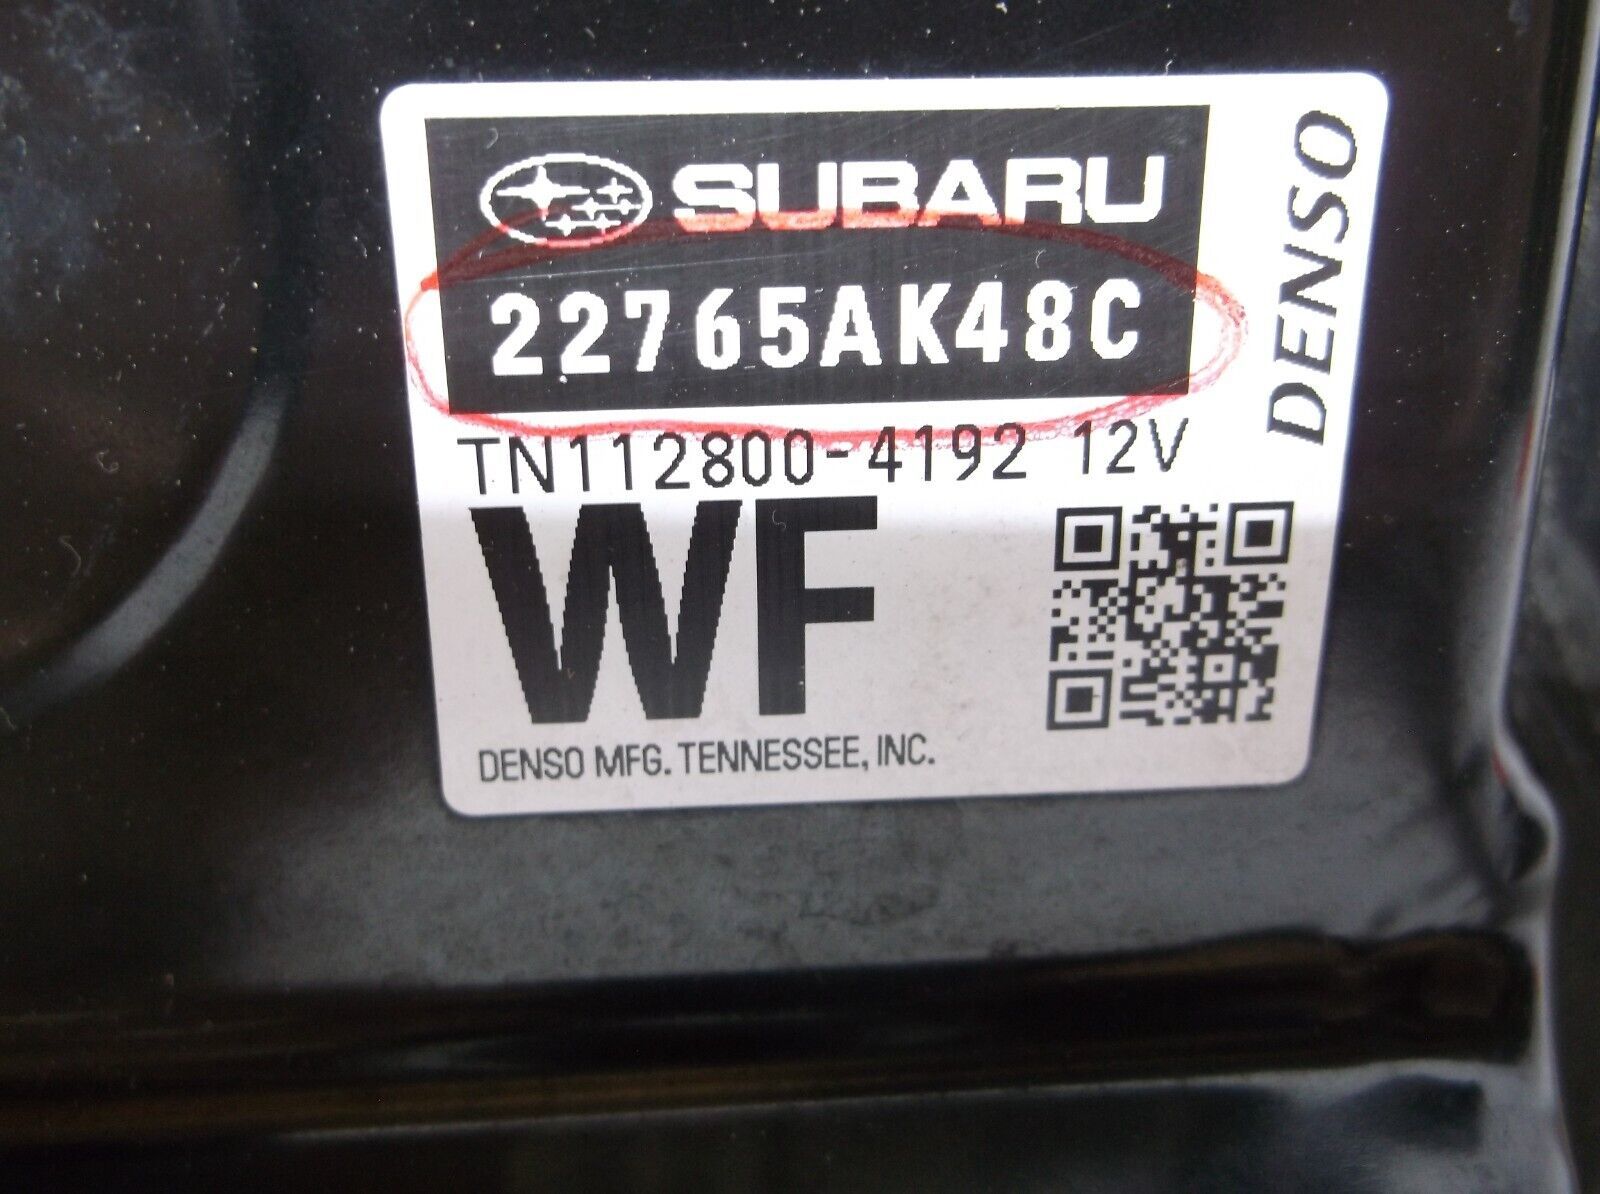 SUBARU
22765AK48C
TN112800-4192 12V
WF
DENSO MFG. TENNESSEE, INC.
DENSO